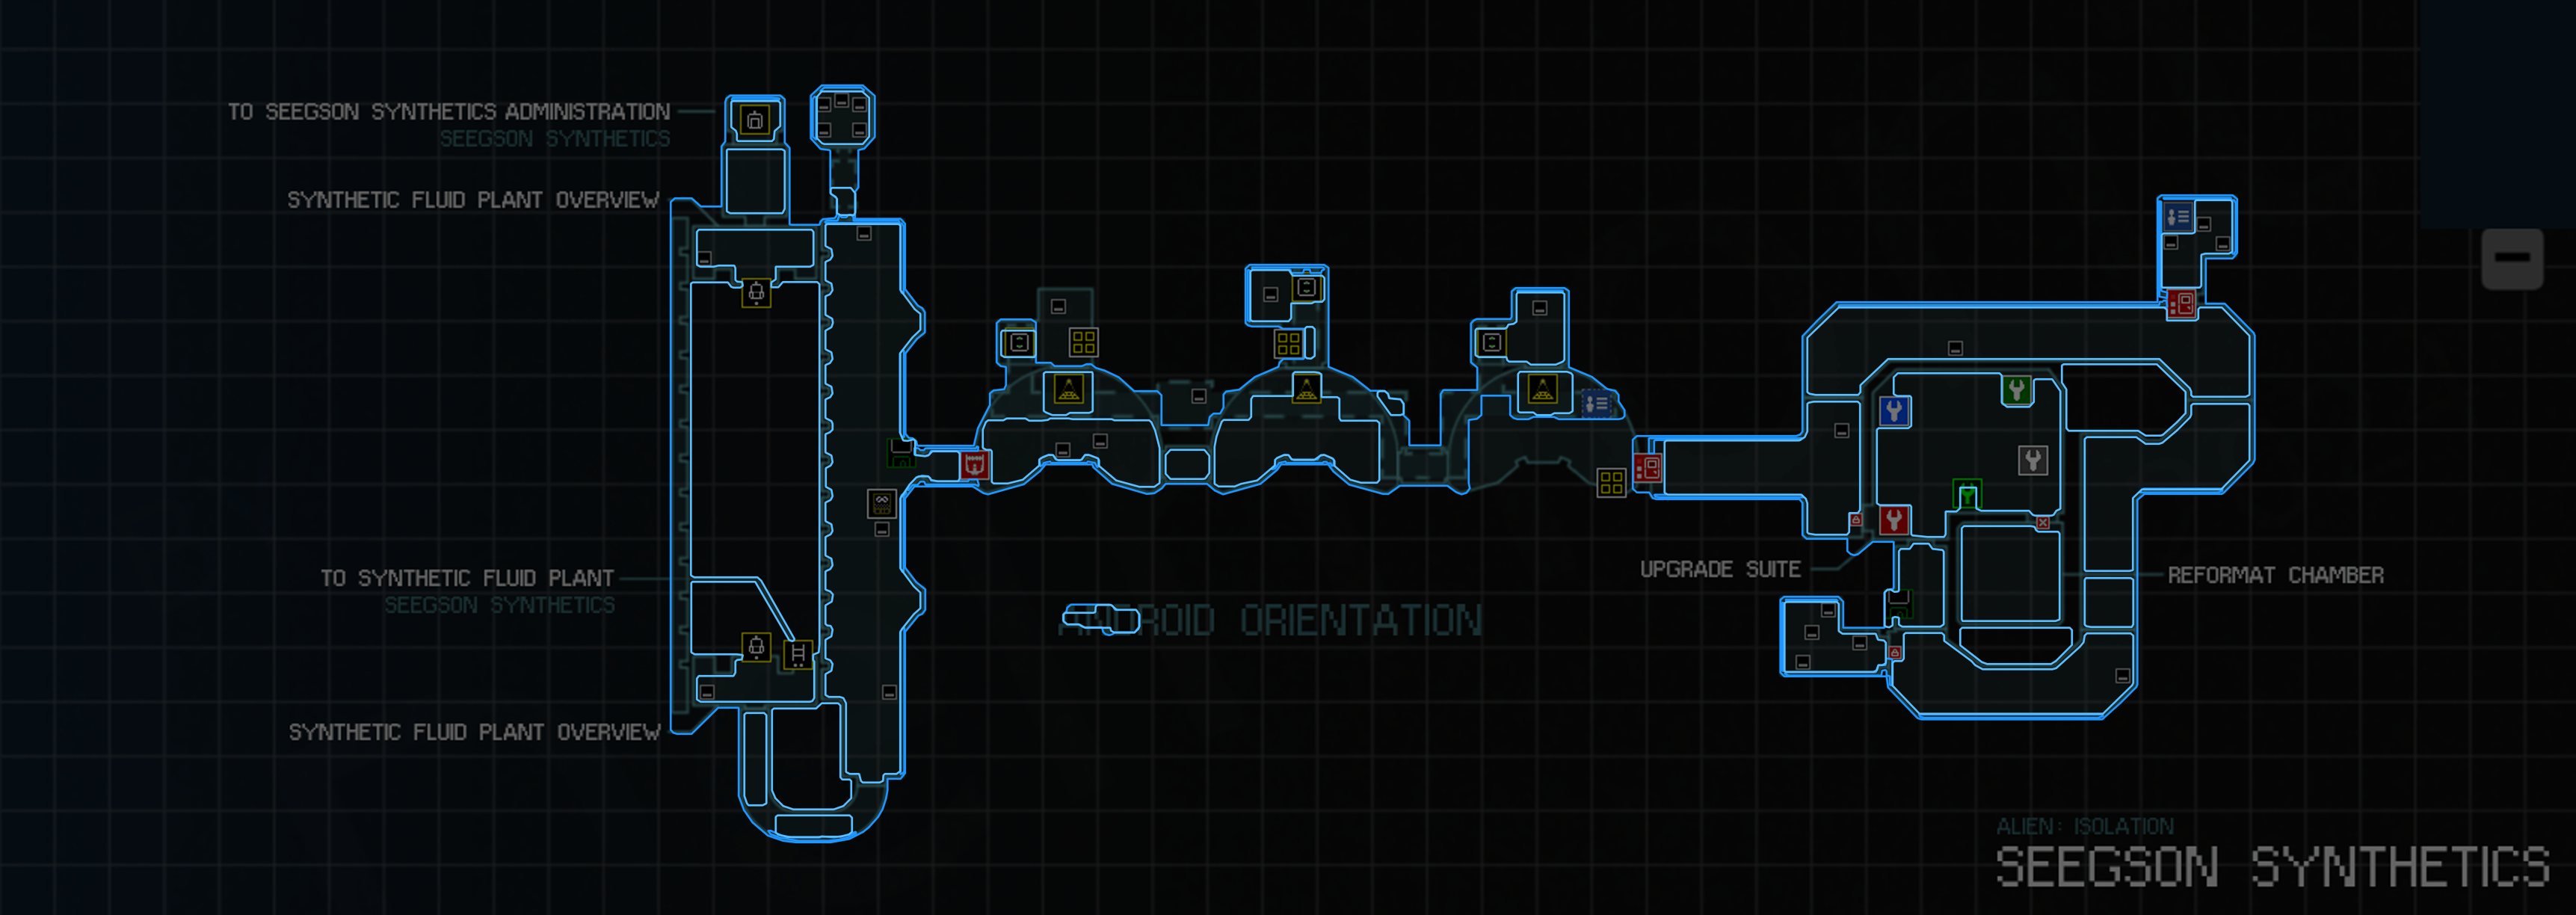 TO SEEGSON SYNTHETICS ADMINISTRATION
SEEGSON SYNTHETICS
SYNTHETIC FLUID PLANT OVERVIEW
TO SYNTHETIC FLUID PLANT
SEEGSON SYNTHETICS
SYNTHETIC FLUID PLANT OVERVIEW
ANDROID ORIENTATION
UPGRADE SUITE
REFORMAT CHAMBER
ALIEN: ISOLATION
SEEGSON SYNTHETICS